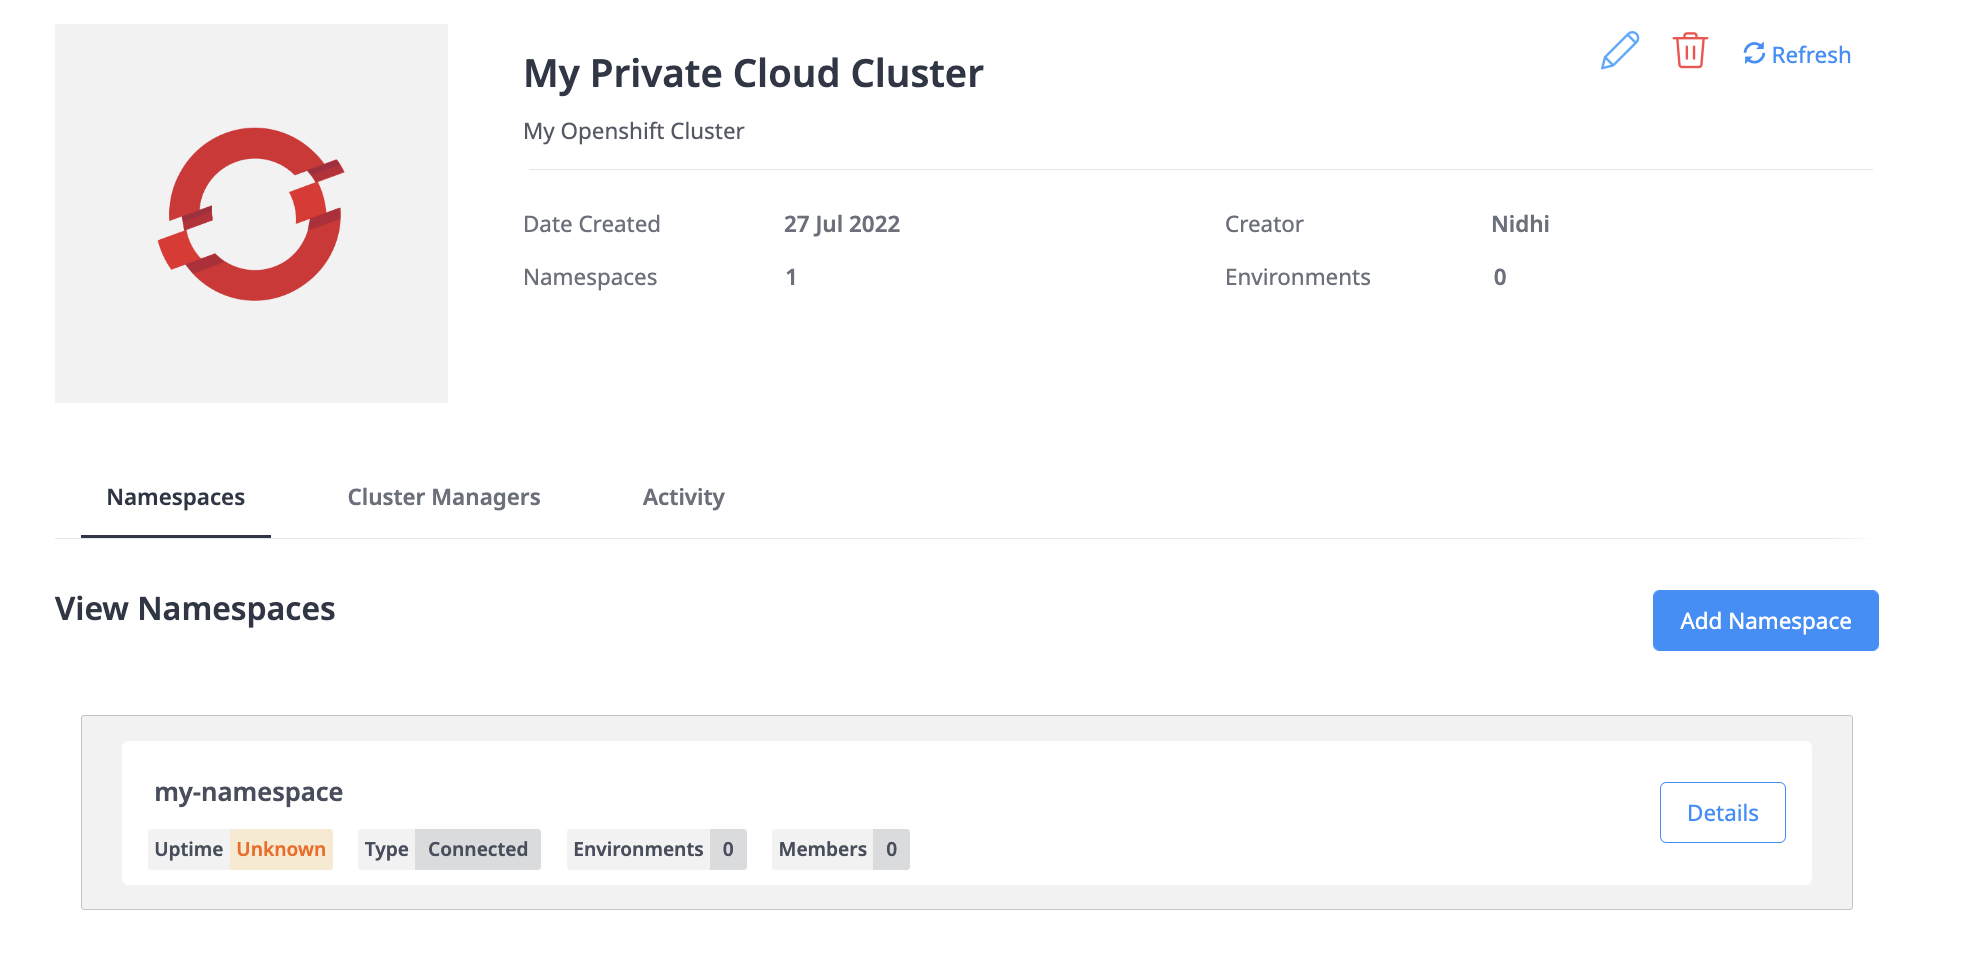 My Private Cloud Cluster
Refresh
My Openshift Cluster
Date Created 27 Jul 2022 Creator Nidhi
Namespaces 1 Environments 0
Namespaces Cluster Managers Activity
View Namespaces
Add Namespace
my-namespace
Details
Uptime Unknown Type Connected Environments 0 Members 0